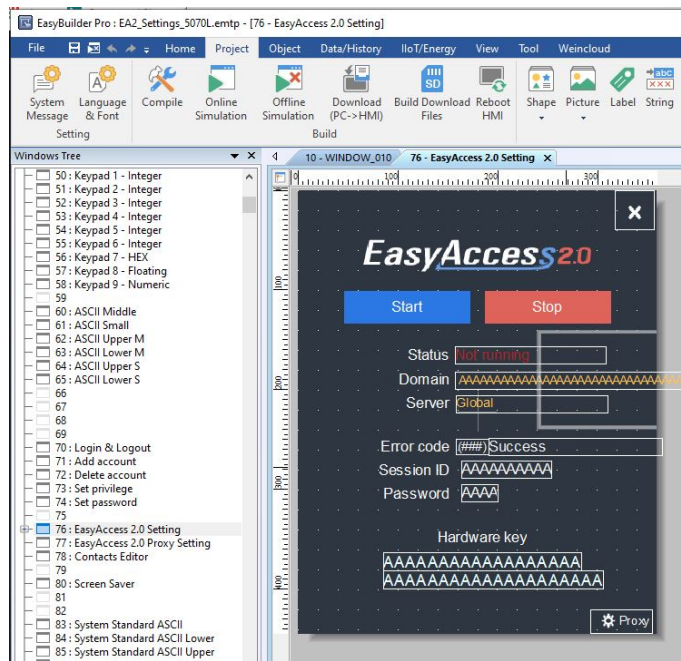 EasyBuilder Pro : EA2_Settings_5070L.emtp - [76 - EasyAccess 2.0 Setting]
File Home Project Object Data/History IIoT/Energy View Tool Weincloud
System Message Language & Font Compile Online Simulation Offline Simulation Download (PC->HMI) Build Download Files Reboot HMI Shape Picture Label String
Setting Build
Windows Tree
10 - WINDOW_010 76 - EasyAccess 2.0 Setting
50 : Keypad 1 - Integer
51 : Keypad 2 - Integer
52 : Keypad 3 - Integer
53 : Keypad 4 - Integer
54 : Keypad 5 - Integer
55 : Keypad 6 - Integer
56 : Keypad 7 - HEX
57 : Keypad 8 - Floating
58 : Keypad 9 - Numeric
59
60 : ASCII Middle
61 : ASCII Small
62 : ASCII Upper M
63 : ASCII Lower M
64 : ASCII Upper S
65 : ASCII Lower S
66
67
68
69
70 : Login & Logout
71 : Add account
72 : Delete account
73 : Set privilege
74 : Set password
75
76 : EasyAccess 2.0 Setting
77 : EasyAccess 2.0 Proxy Setting
78 : Contacts Editor
79
80 : Screen Saver
81
82
83 : System Standard ASCII
84 : System Standard ASCII Lower
85 : System Standard ASCII Upper
0 100 200 300
100
200
300
400
EasyAccess 2.0
Start Stop
Status Not running
Domain
Server Global
Error code (###) Success
Session ID AAAAAAAAAA
Password AAAA
Hardware key
AAAAAAAAAAAAAAAAAA
AAAAAAAAAAAAAAAAAAAA
Proxy